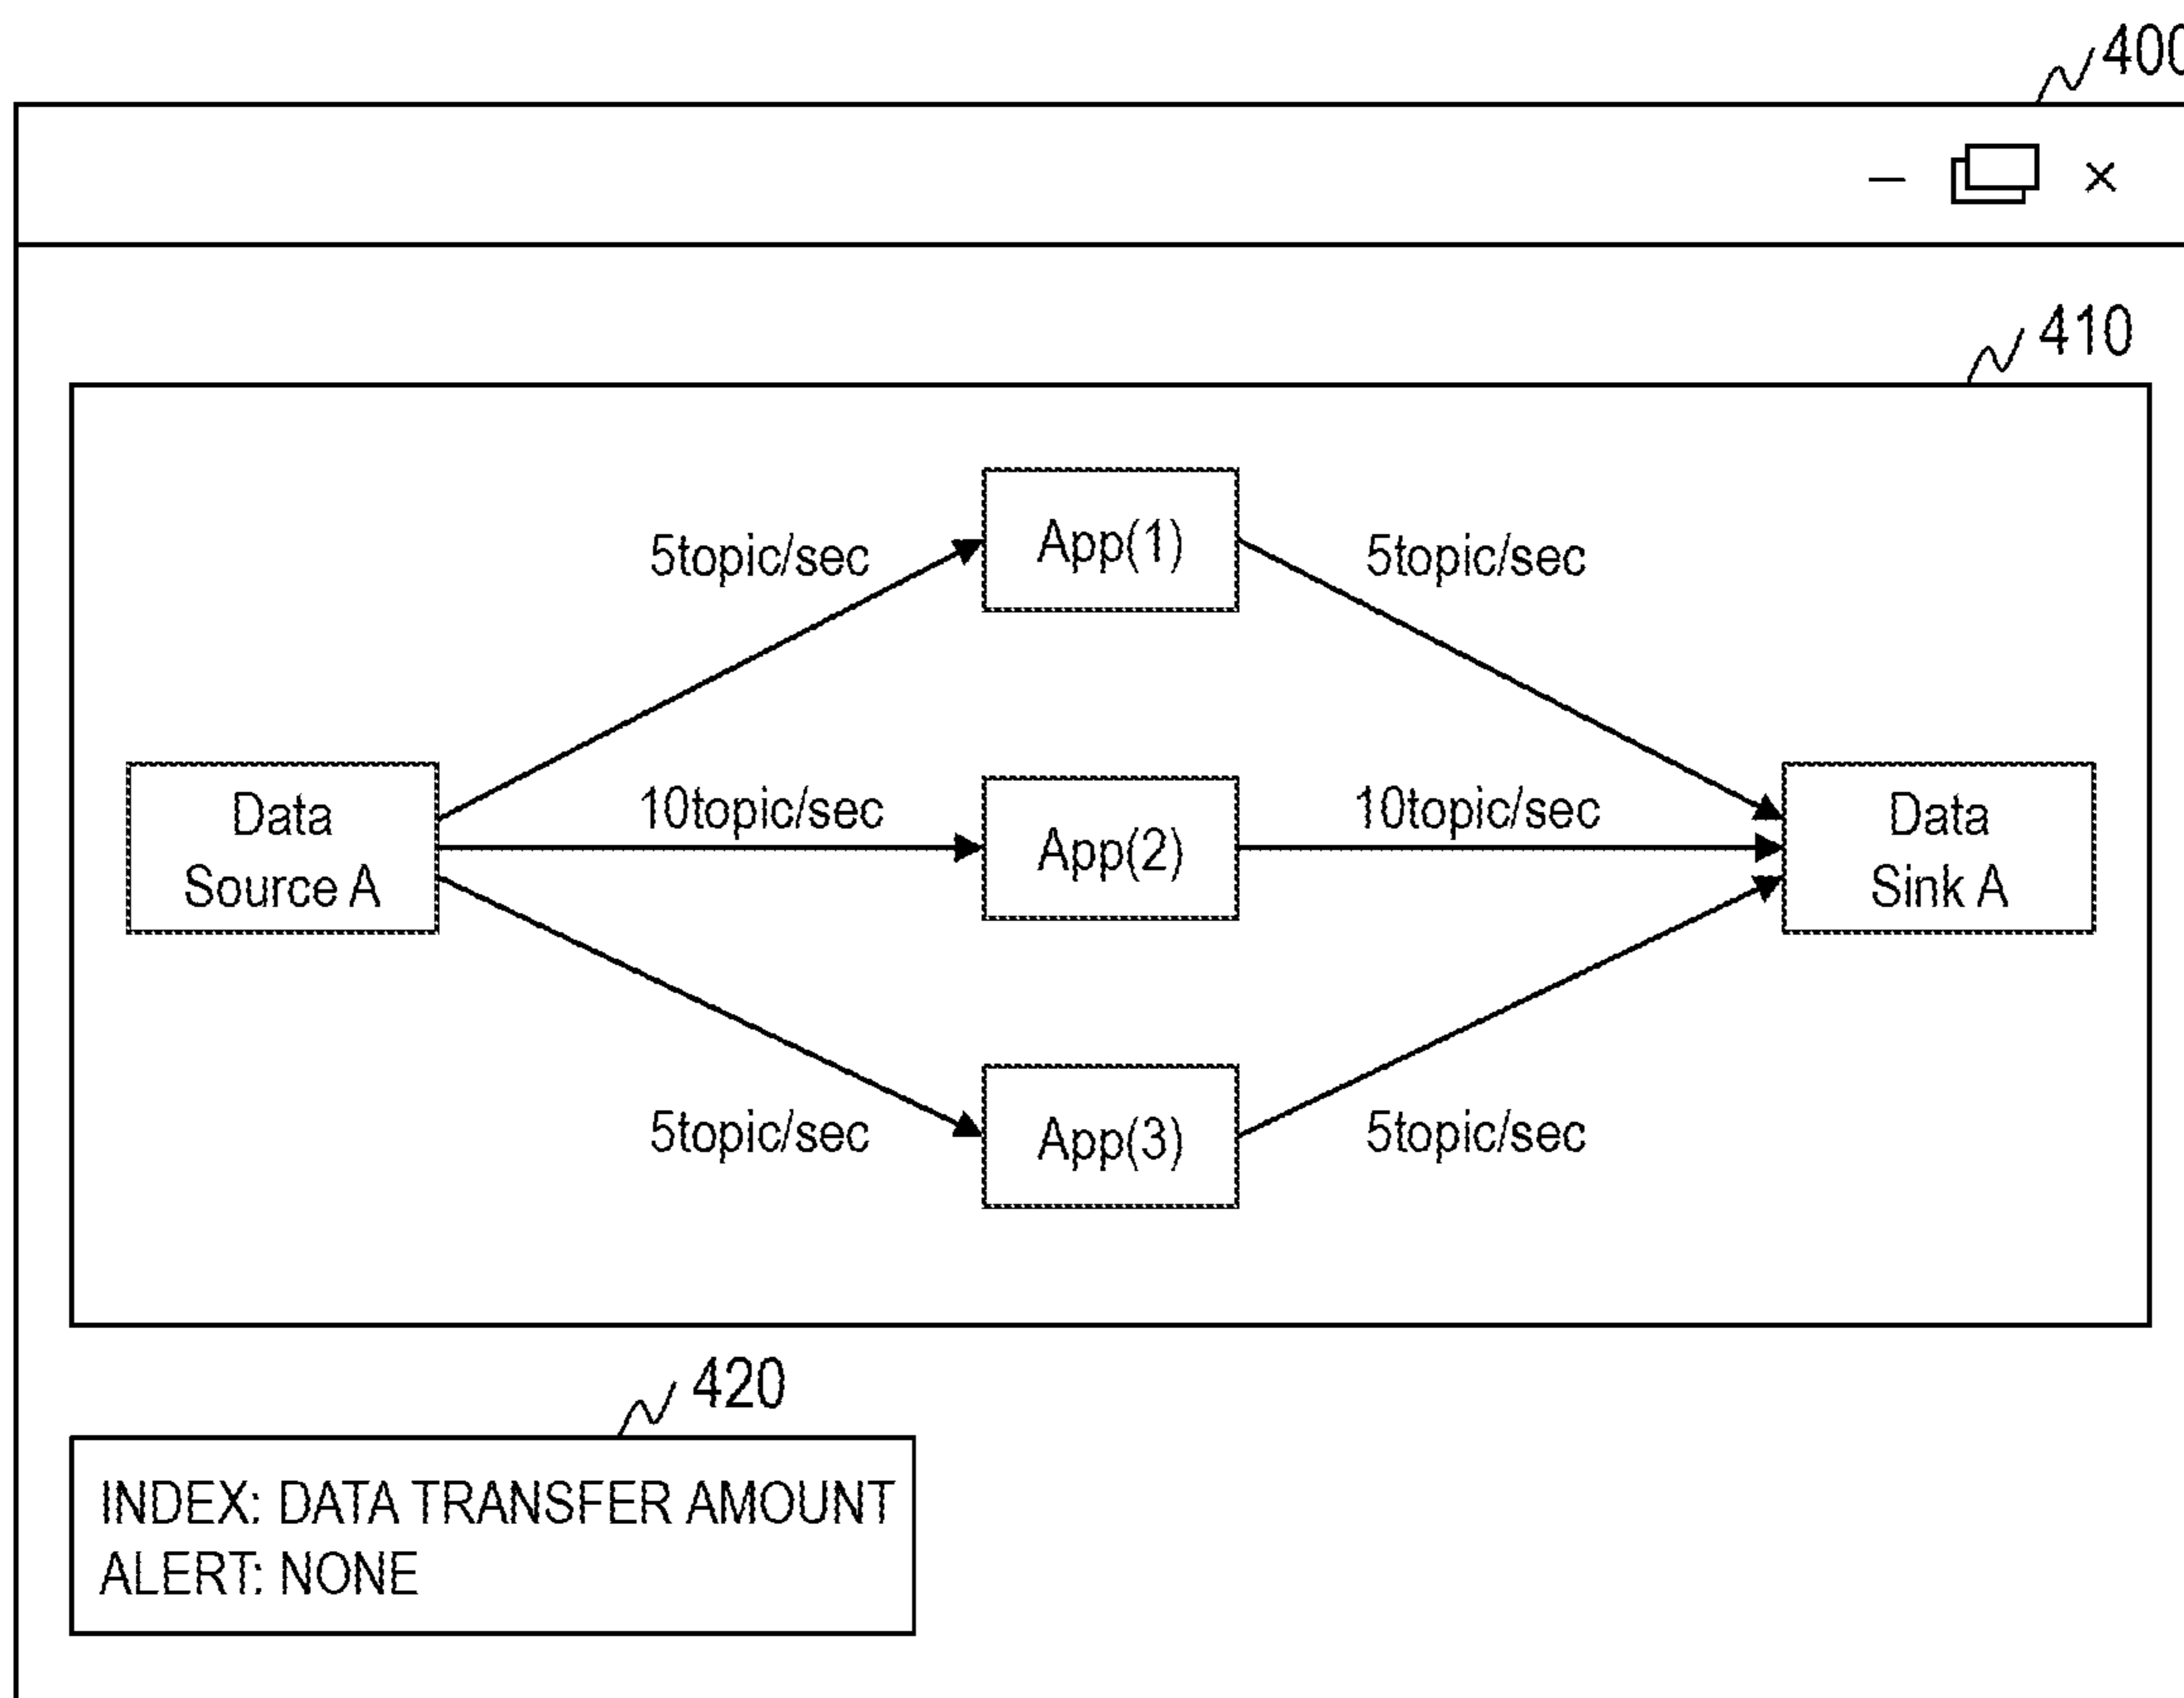 400
410
App(1)
5topic/sec
5topic/sec
Data
Source A
10topic/sec
App(2)
10topic/sec
Data
Sink A
5topic/sec
App(3)
5topic/sec
420
INDEX: DATA TRANSFER AMOUNT
ALERT: NONE